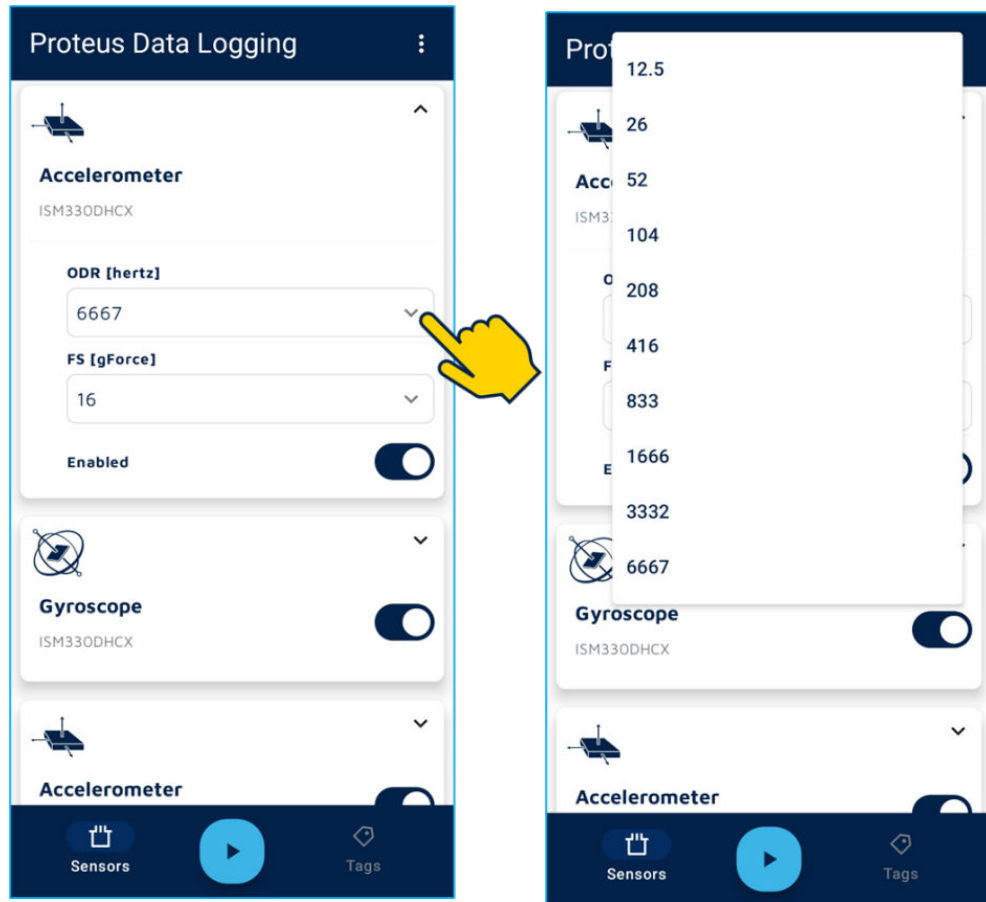 Proteus Data Logging
Accelerometer
ISM330DHCX
ODR [hertz]
6667
FS [gForce]
16
Enabled
Gyroscope
ISM330DHCX
Accelerometer
Sensors
Tags
Prot
12.5
26
Acc
52
ISM3
104
O
208
416
F
833
1666
E
3332
6667
Gyroscope
ISM330DHCX
Accelerometer
Sensors
Tags